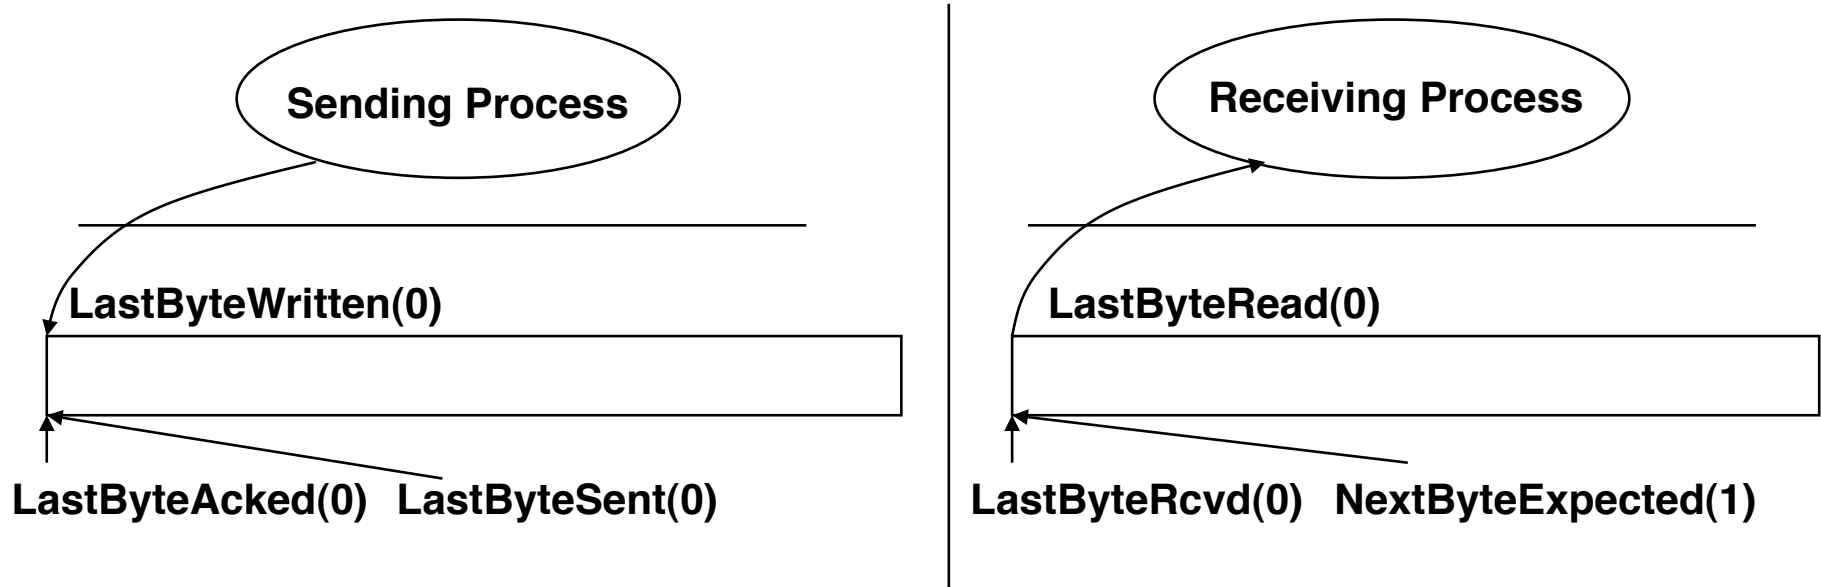 Sending Process
LastByteWritten(0)
LastByteAcked(0) LastByteSent(0)
Receiving Process
LastByteRead(0)
LastByteRcvd(0) NextByteExpected(1)